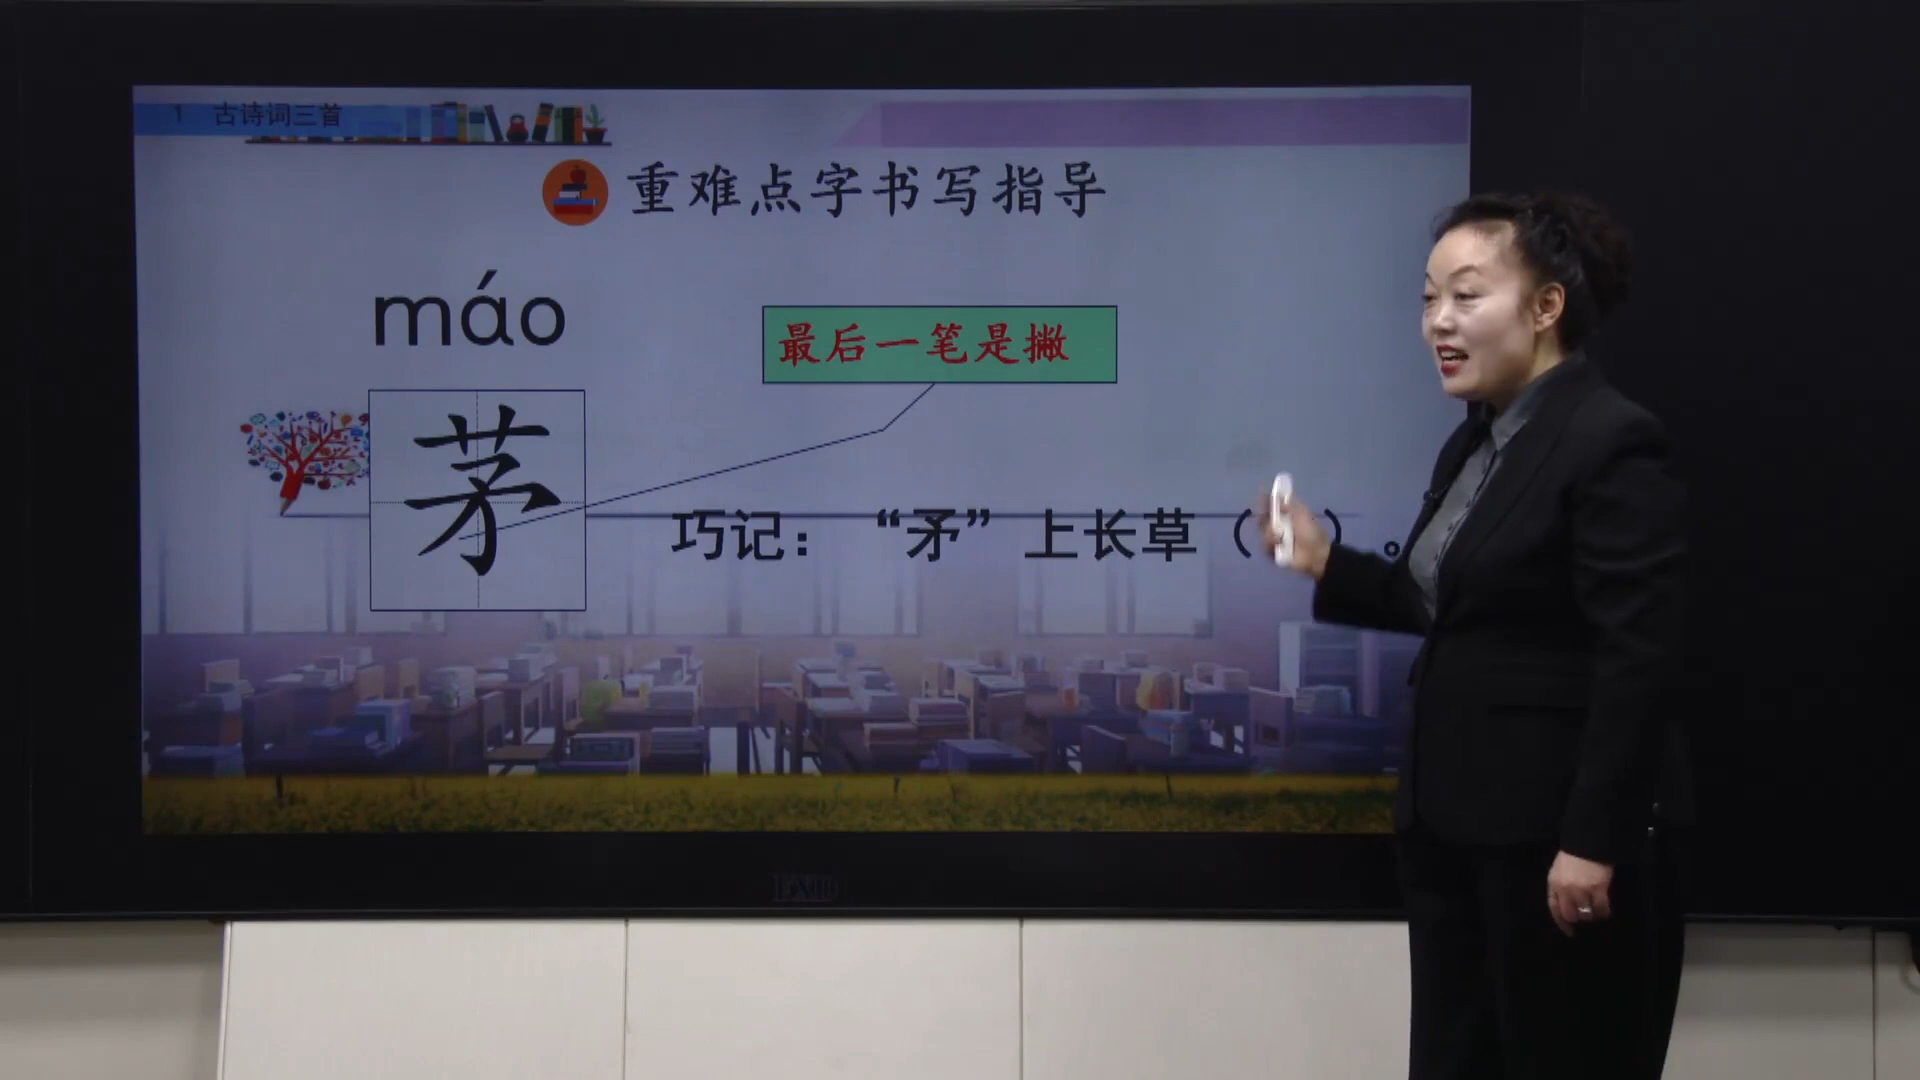 1 古诗词三首
重难点字书写指导
máo
最后一笔是撇
茅
巧记：“矛”上长草（ ）。